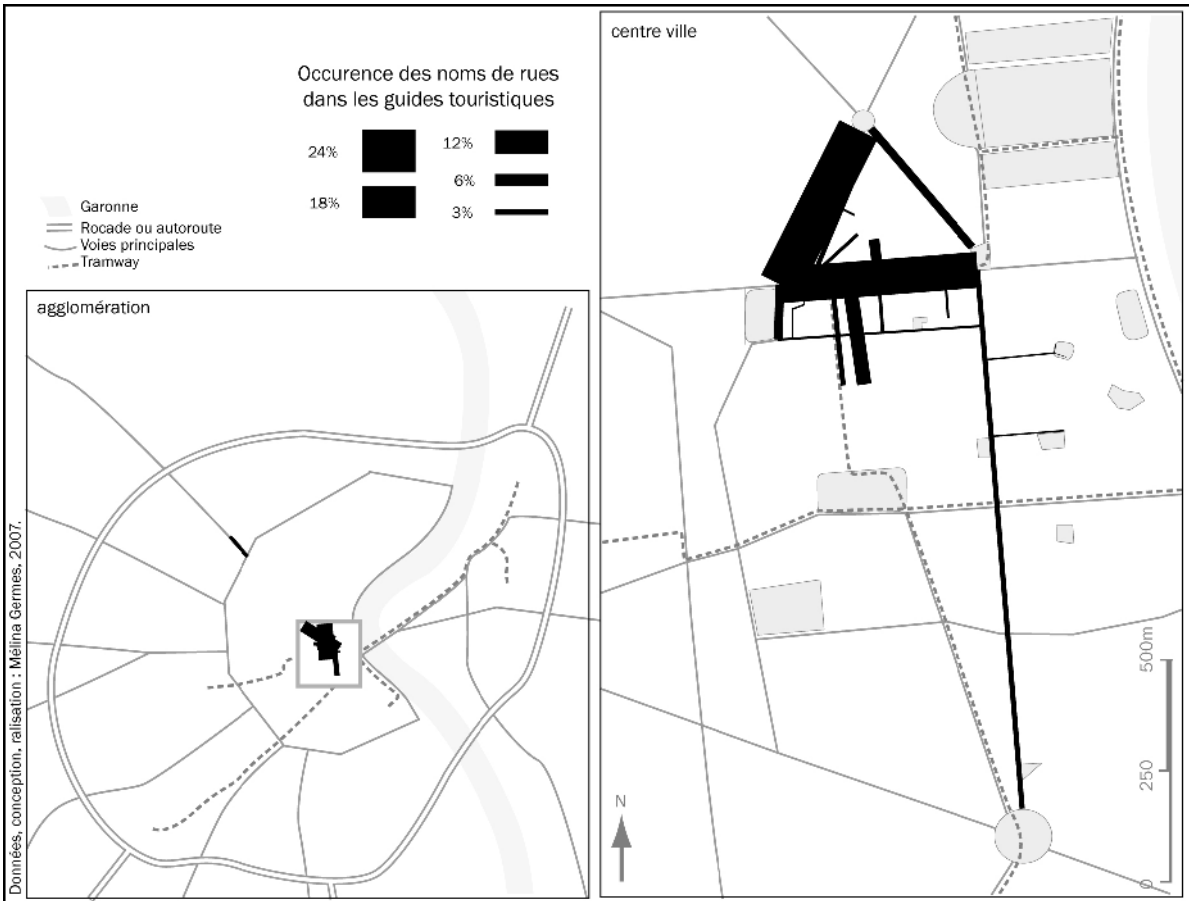 Occurence des noms de rues
dans les guides touristiques
24%
12%
18%
6%
3%
Garonne
Rocade ou autoroute
Voies principales
Tramway
agglomération
centre ville
N
500m
250
0
Données, conception, ralisation : Mélina Germes, 2007.